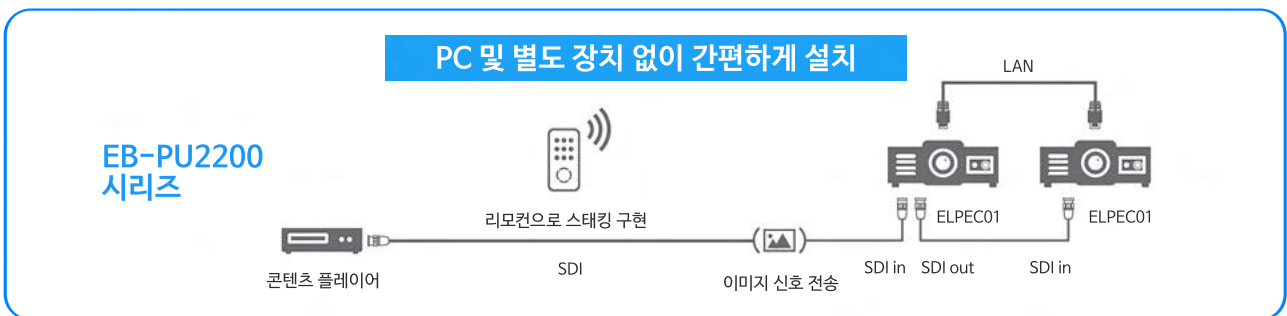 PC 및 별도 장치 없이 간편하게 설치
LAN
EB-PU2200
시리즈
리모컨으로 스태킹 구현
ELPEC01
ELPEC01
콘텐츠 플레이어
SDI
이미지 신호 전송
SDI in
SDI out
SDI in